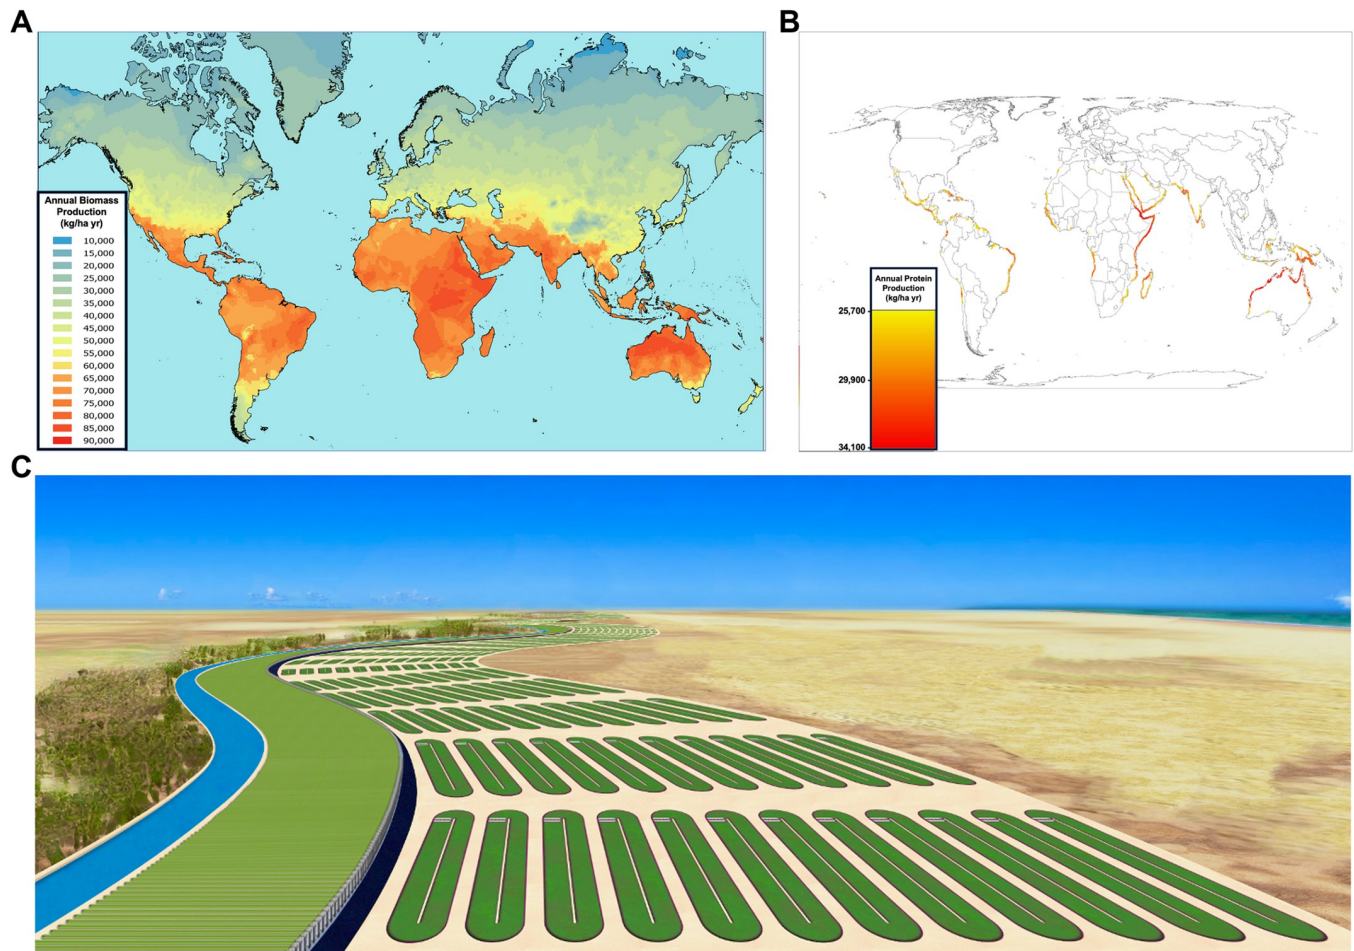 A
Annual Biomass
Production
(kg/ha yr)
10,000
15,000
20,000
25,000
30,000
35,000
40,000
45,000
50,000
55,000
60,000
65,000
70,000
75,000
80,000
85,000
90,000
B
Annual Protein
Production
(kg/ha yr)
25,700
29,900
34,100
C